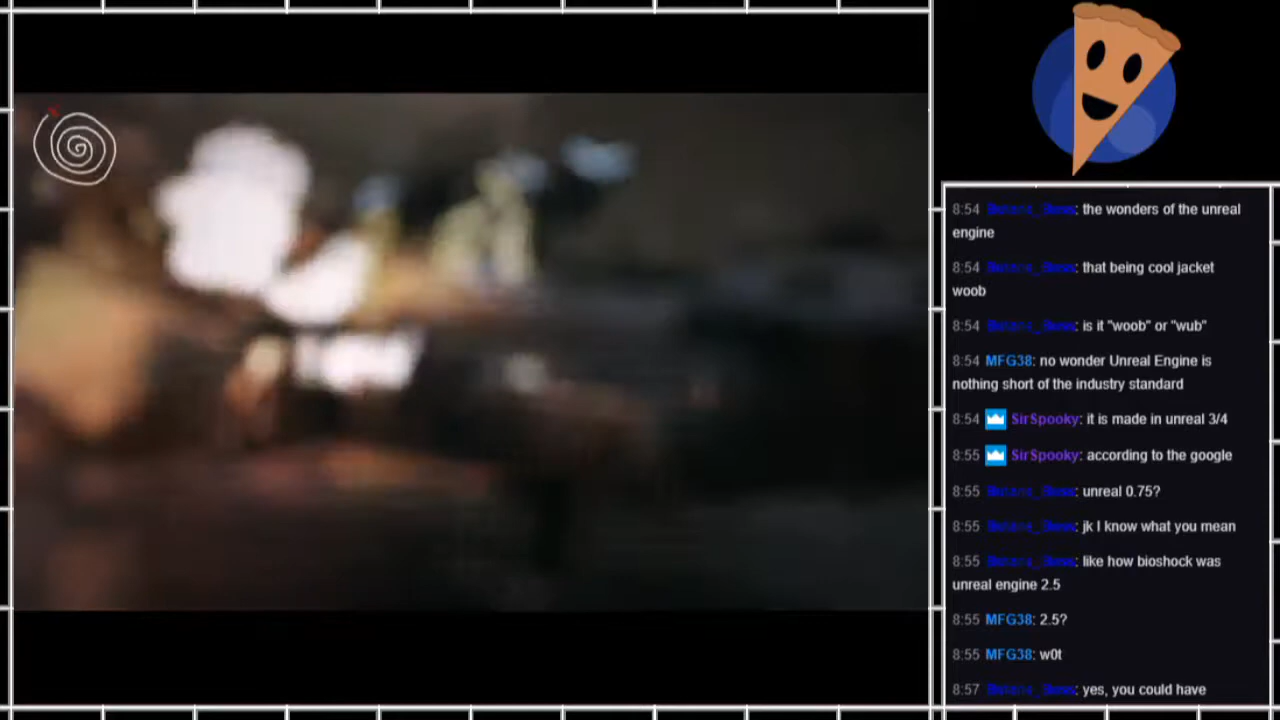 8:54 : the wonders of the unreal
engine
8:54 : that being cool jacket
woob
8:54 : is it "woob" or "wub"
8:54 MFG38: no wonder Unreal Engine is
nothing short of the industry standard
8:54 SirSpooky: it is made in unreal 3/4
8:55 SirSpooky: according to the google
8:55 : unreal 0.75?
8:55 : jk I know what you mean
8:55 : like how bioshock was
unreal engine 2.5
8:55 MFG38: 2.5?
8:55 MFG38: w0t
8:57 : yes, you could have